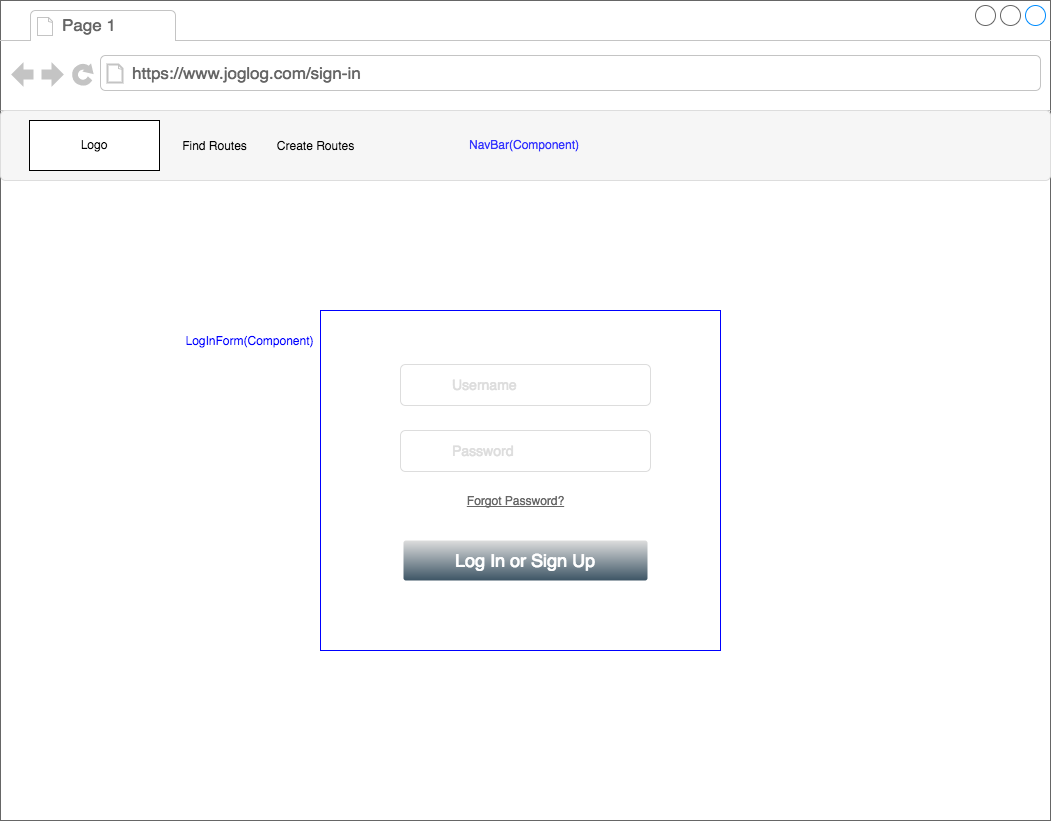 Page 1
https://www.joglog.com/sign-in
Logo
Find Routes
Create Routes
NavBar(Component)
LogInForm(Component)
Username
Password
Forgot Password?
Log In or Sign Up